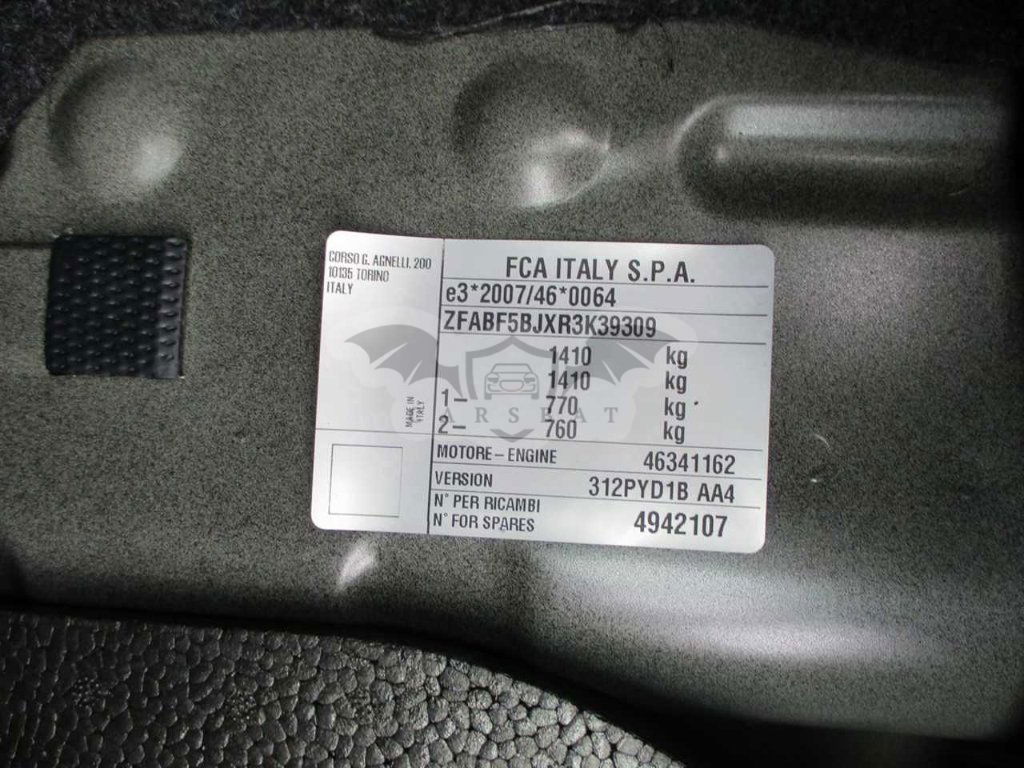 CORSO G. AGNELLI, 200
10135 TORINO
ITALY
FCA ITALY S.P.A.
e3*2007/46*0064
ZFABF5BJXR3K39309
1410 kg
1410 kg
1- 770 kg
2- 760 kg
MADE IN
ITALY
ARSEAT
MOTORE-ENGINE 46341162
VERSION 312PYD1B AA4
N° PER RICAMBI
N° FOR SPARES 4942107